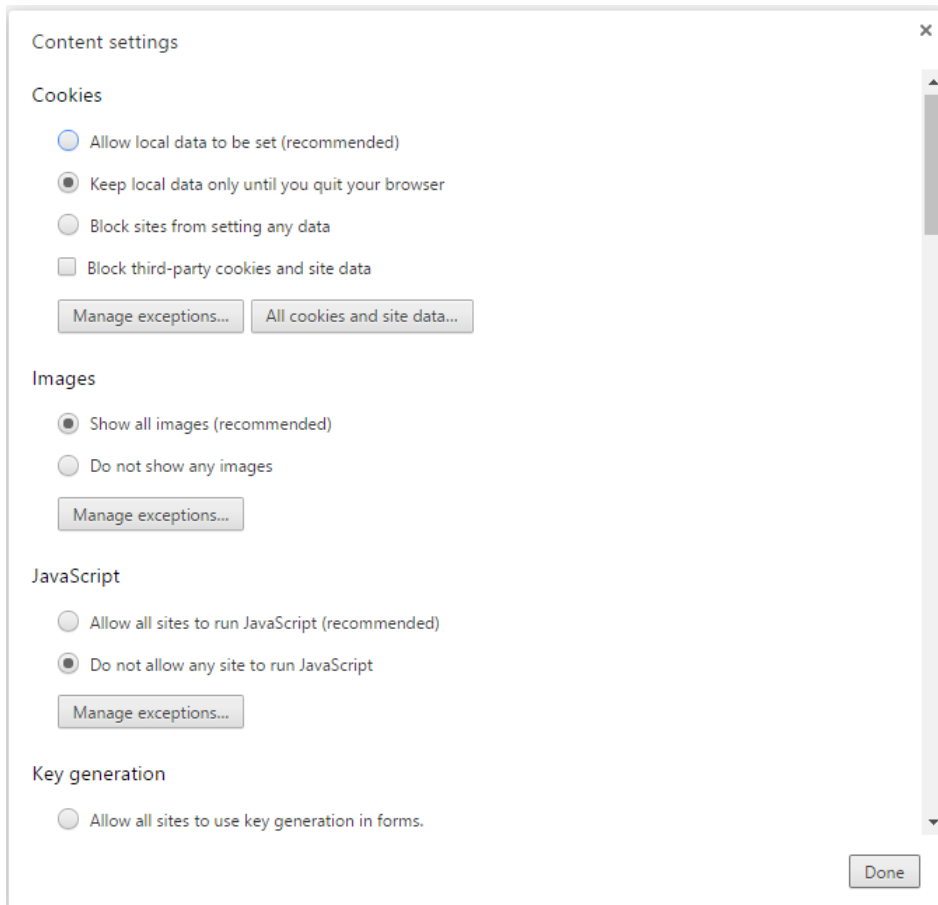 Content settings
Cookies
Allow local data to be set (recommended)
Keep local data only until you quit your browser
Block sites from setting any data
Block third-party cookies and site data
Manage exceptions... All cookies and site data...
Images
Show all images (recommended)
Do not show any images
Manage exceptions...
JavaScript
Allow all sites to run JavaScript (recommended)
Do not allow any site to run JavaScript
Manage exceptions...
Key generation
Allow all sites to use key generation in forms.
Done